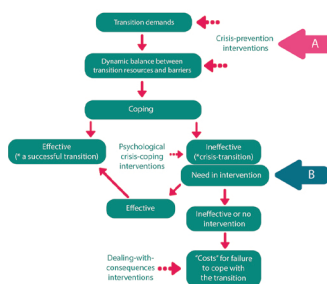 Transition demands
Crisis-prevention
interventions
A
Dynamic balance between
transition resources and barriers
Coping
Effective
(* a successful transition)
Psychological
crisis-coping
interventions
Ineffective
(*crisis-transition)
Need in intervention
B
Effective
Ineffective or no
intervention
Dealing-with-
consequences
interventions
"Costs" for failure
to cope with
the transition